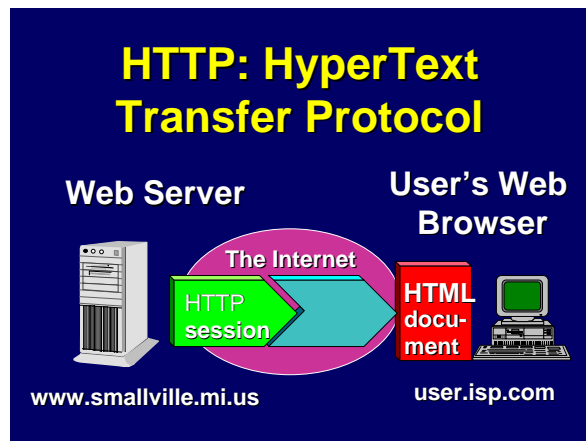 HTTP: HyperText
Transfer Protocol
Web Server
User’s Web
Browser
The Internet
HTTP
session
HTML
docu-
ment
www.smallville.mi.us
user.isp.com